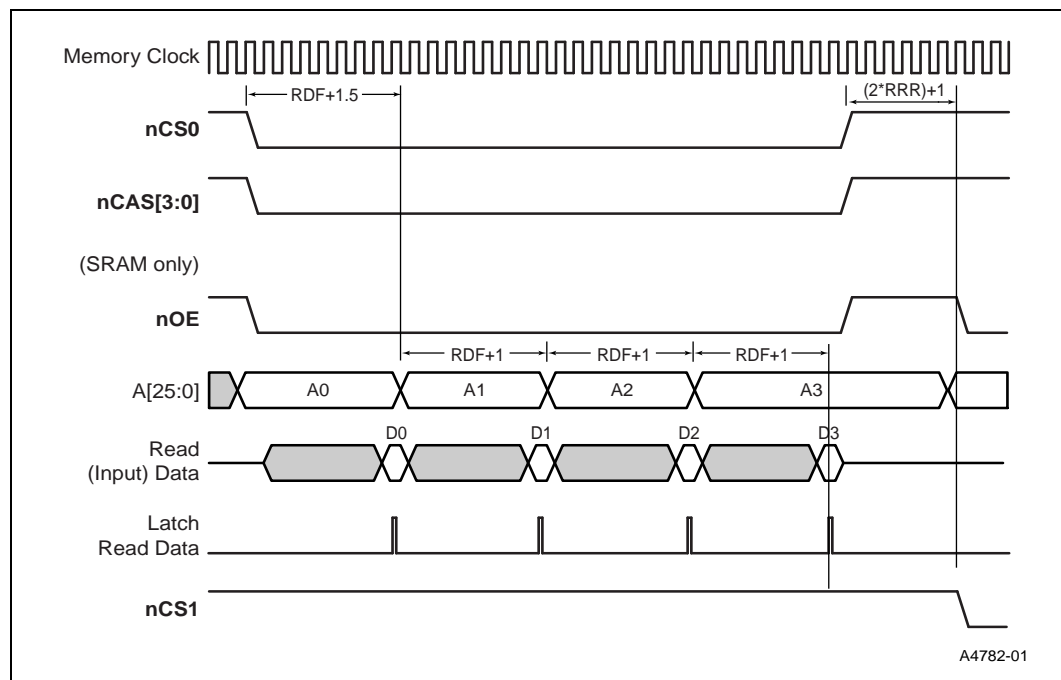 Memory Clock
RDF+1.5
(2*RRR)+1
nCS0
nCAS[3:0]
(SRAM only)
nOE
RDF+1
RDF+1
RDF+1
A[25:0]
A0
A1
A2
A3
D0
D1
D2
D3
Read
(Input) Data
Latch
Read Data
nCS1
A4782-01